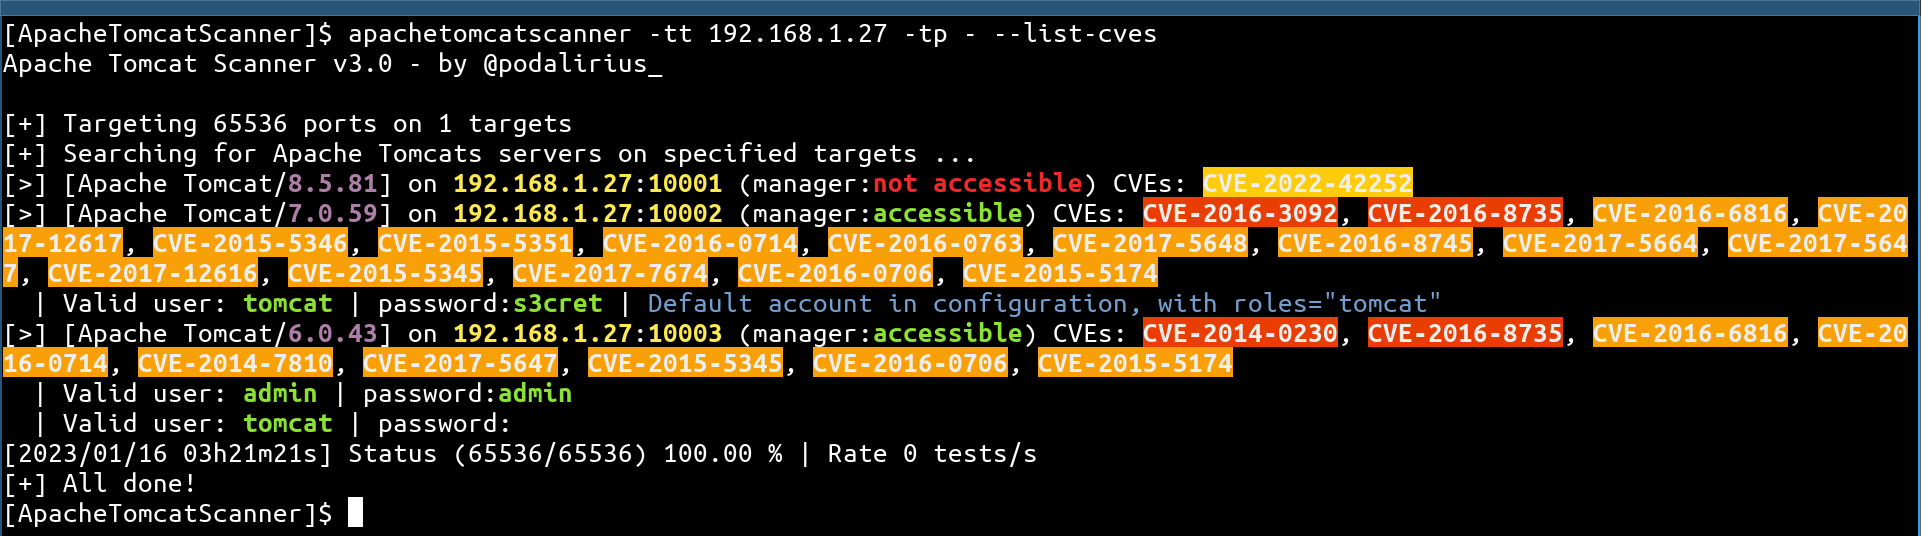 [ApacheTomcatScanner]$ apachetomcatscanner -tt 192.168.1.27 -tp - --list-cves
Apache Tomcat Scanner v3.0 - by @podalirius_
[+] Targeting 65536 ports on 1 targets
[+] Searching for Apache Tomcats servers on specified targets ...
[>] [Apache Tomcat/8.5.81] on 192.168.1.27:10001 (manager:not accessible) CVEs: CVE-2022-42252
[>] [Apache Tomcat/7.0.59] on 192.168.1.27:10002 (manager:accessible) CVEs: CVE-2016-3092, CVE-2016-8735, CVE-2016-6816, CVE-20
17-12617, CVE-2015-5346, CVE-2015-5351, CVE-2016-0714, CVE-2016-0763, CVE-2017-5648, CVE-2016-8745, CVE-2017-5664, CVE-2017-564
7, CVE-2017-12616, CVE-2015-5345, CVE-2017-7674, CVE-2016-0706, CVE-2015-5174
  | Valid user: tomcat | password:s3cret | Default account in configuration, with roles="tomcat"
[>] [Apache Tomcat/6.0.43] on 192.168.1.27:10003 (manager:accessible) CVEs: CVE-2014-0230, CVE-2016-8735, CVE-2016-6816, CVE-20
16-0714, CVE-2014-7810, CVE-2017-5647, CVE-2015-5345, CVE-2016-0706, CVE-2015-5174
  | Valid user: admin | password:admin
  | Valid user: tomcat | password:
[2023/01/16 03h21m21s] Status (65536/65536) 100.00 % | Rate 0 tests/s
[+] All done!
[ApacheTomcatScanner]$